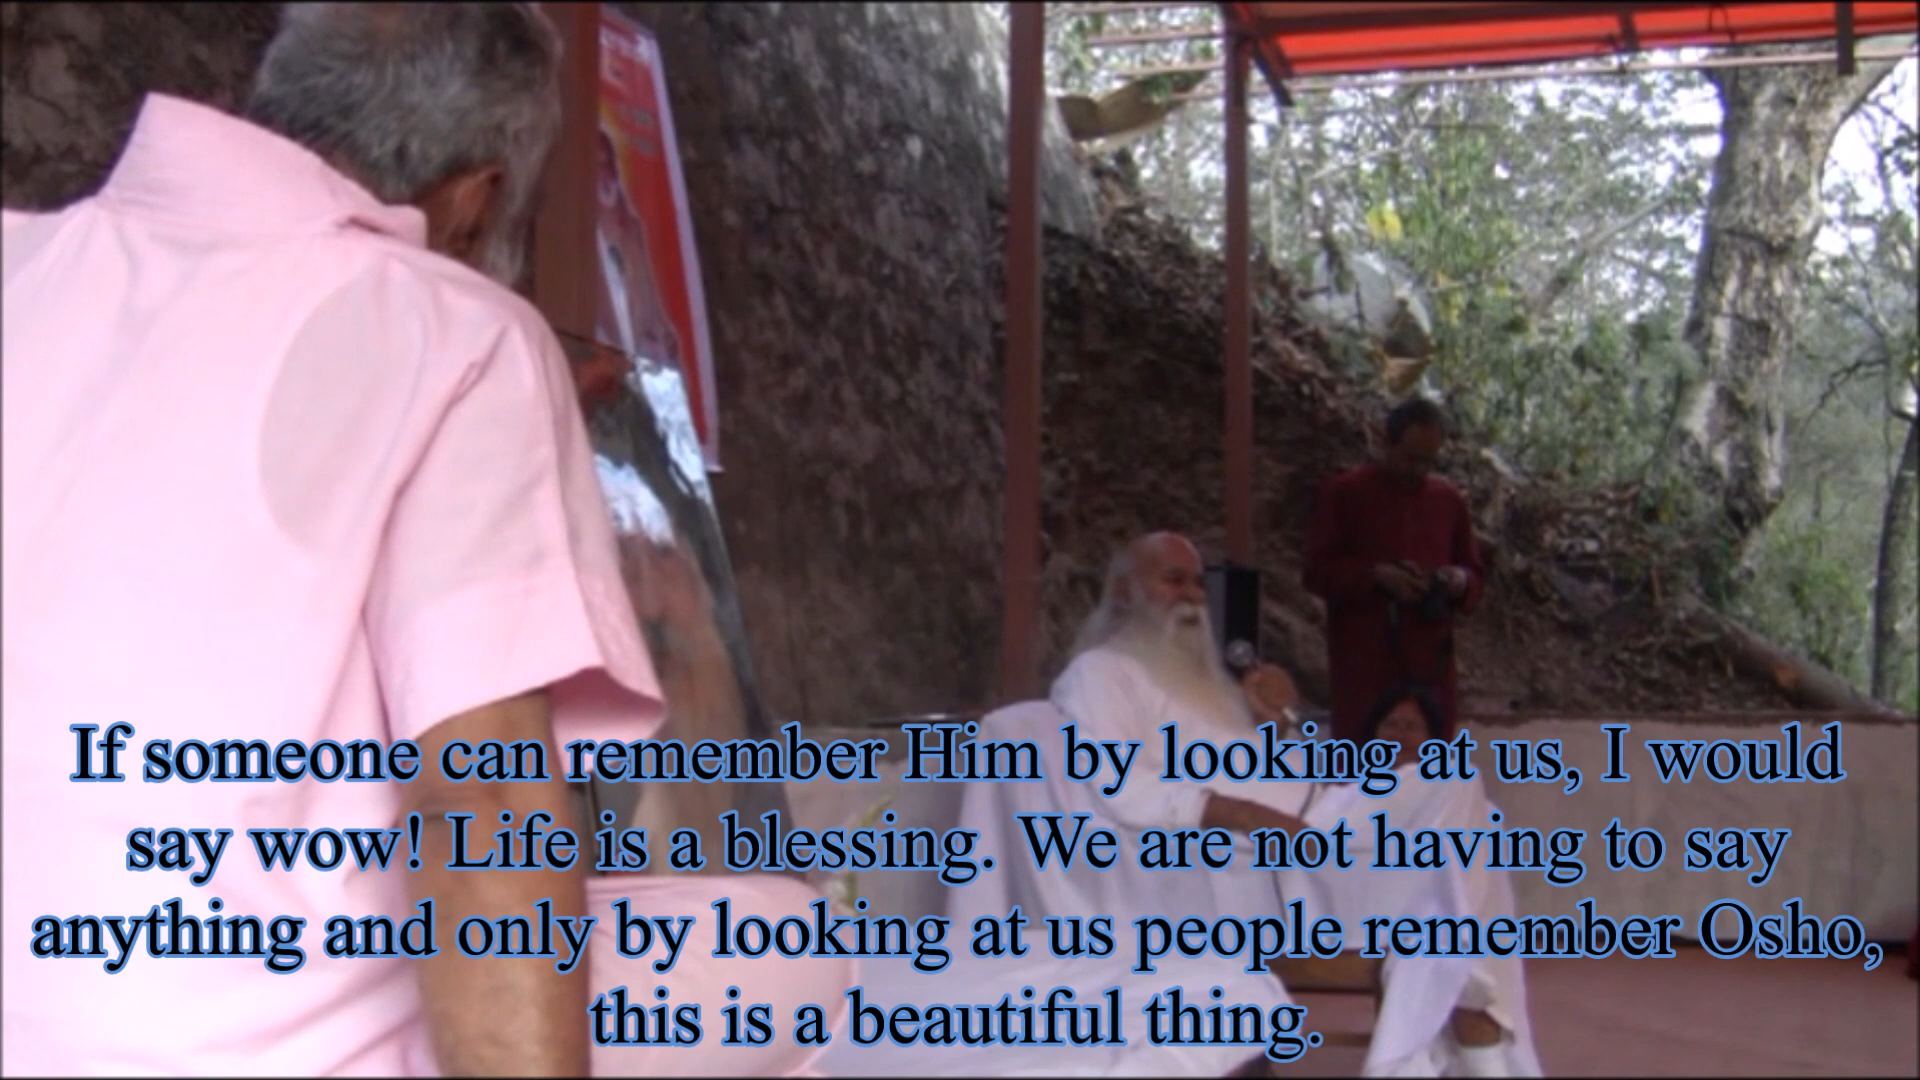 If someone can remember Him by looking at us, I would
say wow! Life is a blessing. We are not having to say
anything and only by looking at us people remember Osho,
this is a beautiful thing.